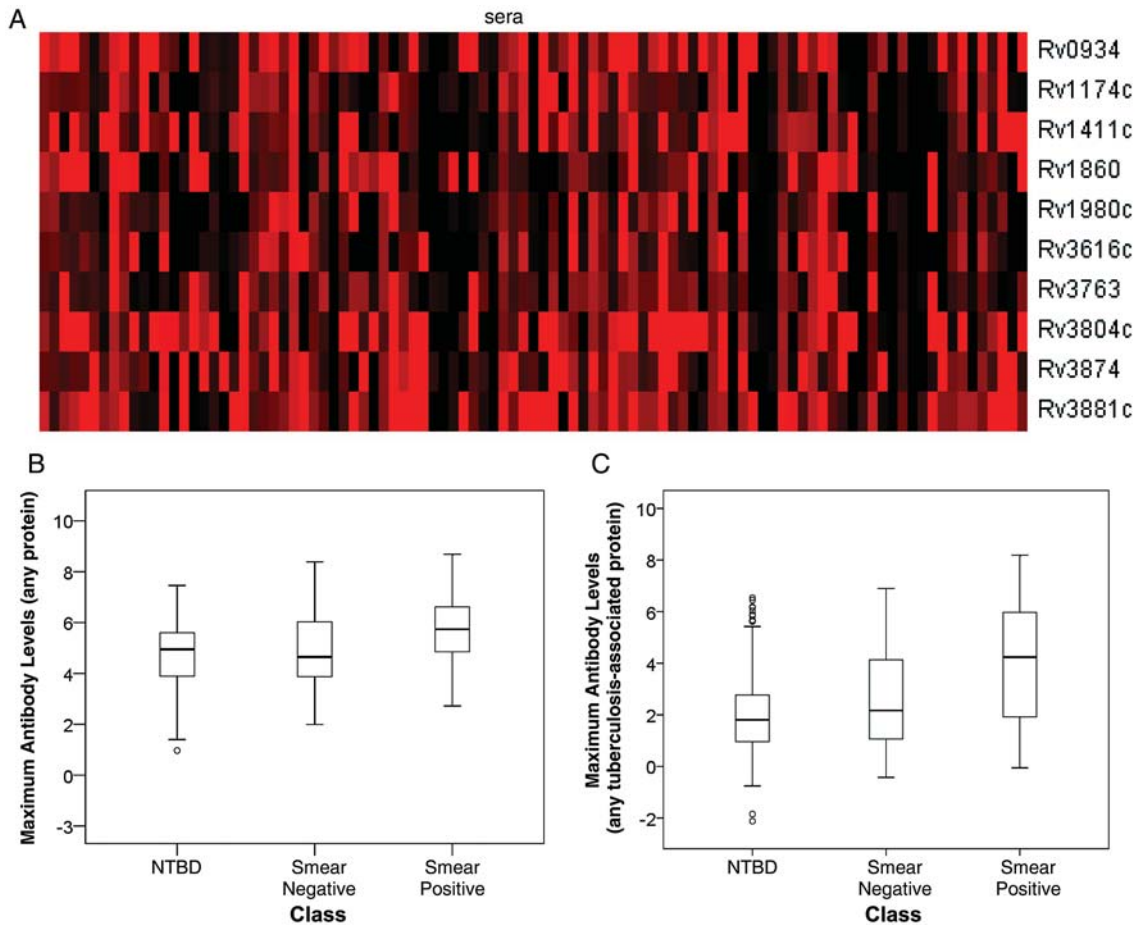 A
sera
Rv0934
Rv1174c
Rv1411c
Rv1860
Rv1980c
Rv3616c
Rv3763
Rv3804c
Rv3874
Rv3881c
B
Maximum Antibody Levels (any protein)
10
8
6
4
2
0
-3
NTBD
Smear
Negative
Smear
Positive
Class
C
Maximum Antibody Levels
(any tuberculosis-associated protein)
10
8
6
4
2
0
-2
NTBD
Smear
Negative
Smear
Positive
Class